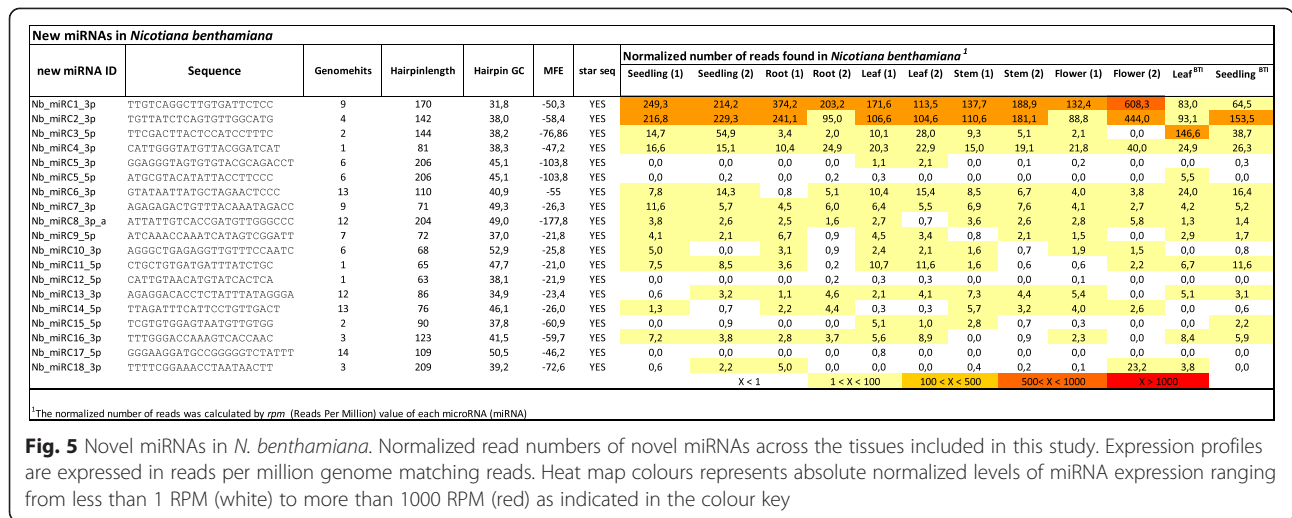 New miRNAs in Nicotiana benthamiana
Normalized number of reads found in Nicotiana benthamiana 1
new miRNA ID Sequence Genomehits Hairpinlength Hairpin GC MFE star seq Seedling (1) Seedling (2) Root (1) Root (2) Leaf (1) Leaf (2) Stem (1) Stem (2) Flower (1) Flower (2) Leaf BTI Seedling BTI
Nb_miRC1_3p TTGTCAGGCTTGTGATTCTCC 9 170 31,8 -50,3 YES 249,3 214,2 374,2 203,2 171,6 113,5 137,7 188,9 132,4 608,3 83,0 64,5
Nb_miRC2_3p TGTTATCTCAGTGTTGGCATG 4 142 38,0 -58,4 YES 216,8 229,3 241,1 95,0 106,6 104,6 110,6 181,1 88,8 444,0 93,1 153,5
Nb_miRC3_5p TTCGACTTACTCCATCCTTTC 2 144 38,2 -76,86 YES 14,7 54,9 3,4 2,0 10,1 28,0 9,3 5,1 2,1 0,0 146,6 38,7
Nb_miRC4_3p CATTGGGTATGTTACGGATCAT 1 81 38,3 -47,2 YES 16,6 15,1 10,4 24,9 20,3 22,9 15,0 19,1 21,8 40,0 24,9 26,3
Nb_miRC5_3p GGAGGGTAGTGTGTACGCAGACCT 6 206 45,1 -103,8 YES 0,0 0,0 0,0 0,0 1,1 2,1 0,0 0,1 0,2 0,0 0,0 0,3
Nb_miRC5_5p ATGCGTACATATTACCTTCCC 6 206 45,1 -103,8 YES 0,0 0,2 0,0 0,2 0,3 0,0 0,0 0,0 0,0 0,0 5,5 0,0
Nb_miRC6_3p GTATAATTATGCTAGAACTCCC 13 110 40,9 -55 YES 7,8 14,3 0,8 5,1 10,4 15,4 8,5 6,7 4,0 3,8 24,0 16,4
Nb_miRC7_3p AGAGAGACTGTTTACAAATAGACC 9 71 49,3 -26,3 YES 11,6 5,7 4,5 6,0 6,4 5,5 6,9 7,6 4,1 2,7 4,2 5,2
Nb_miRC8_3p_a ATTATTGTCACCGATGTTGGGCCC 12 204 49,0 -177,8 YES 3,8 2,6 2,5 1,6 2,7 0,7 3,6 2,6 2,8 5,8 1,3 1,4
Nb_miRC9_5p ATCAAACCAAATCATAGTCGGATT 7 72 37,0 -21,8 YES 4,1 2,1 6,7 0,9 4,5 3,4 0,8 2,1 1,5 0,0 2,9 1,7
Nb_miRC10_3p AGGGCTGAGAGGTTGTTTCCAATC 6 68 52,9 -25,8 YES 5,0 0,0 3,1 0,9 2,4 2,1 1,6 0,7 1,9 1,5 0,0 0,8
Nb_miRC11_5p CTGCTGTGATGATTTATCTGC 1 65 47,7 -21,0 YES 7,5 8,5 3,6 0,2 10,7 11,6 1,6 0,6 0,6 2,2 6,7 11,6
Nb_miRC12_5p CATTGTAACATGTATCACTCA 1 63 38,1 -21,9 YES 0,0 0,0 0,0 0,2 0,3 0,3 0,0 0,0 0,1 0,0 0,0 0,0
Nb_miRC13_3p AGAGGACACCTCTATTTATAGGGA 12 86 34,9 -23,4 YES 0,6 3,2 1,1 4,6 2,1 4,1 7,3 4,4 5,4 0,0 5,1 3,1
Nb_miRC14_5p TTAGATTTCATTCCTGTTGACT 13 76 46,1 -26,0 YES 1,3 0,7 2,2 4,4 0,3 0,3 5,7 3,2 4,0 2,6 0,0 0,6
Nb_miRC15_5p TCGTGTGGAGTAATGTTGTGG 2 90 37,8 -60,9 YES 0,0 0,9 0,0 0,0 5,1 1,0 2,8 0,7 0,3 0,0 0,0 2,2
Nb_miRC16_3p TTTGGGACCAAAGTCACCAAC 3 123 41,5 -59,7 YES 7,2 3,8 2,8 3,7 5,6 8,9 0,0 0,9 2,3 0,0 8,4 5,9
Nb_miRC17_5p GGGAAGGATGCCGGGGGTCTATTT 14 109 50,5 -46,2 YES 0,0 0,0 0,0 0,0 0,8 0,0 0,0 0,0 0,0 0,0 0,0 0,0
Nb_miRC18_3p TTTTCGGAAACCTAATAACTT 3 209 39,2 -72,6 YES 0,6 2,2 5,0 0,0 0,0 0,0 0,4 0,2 0,1 23,2 3,8 0,0
X < 1 1 < X < 100 100 < X < 500 500< X < 1000 X > 1000
1The normalized number of reads was calculated by rpm (Reads Per Million) value of each microRNA (miRNA)
Fig. 5 Novel miRNAs in N. benthamiana. Normalized read numbers of novel miRNAs across the tissues included in this study. Expression profiles
are expressed in reads per million genome matching reads. Heat map colours represents absolute normalized levels of miRNA expression ranging
from less than 1 RPM (white) to more than 1000 RPM (red) as indicated in the colour key